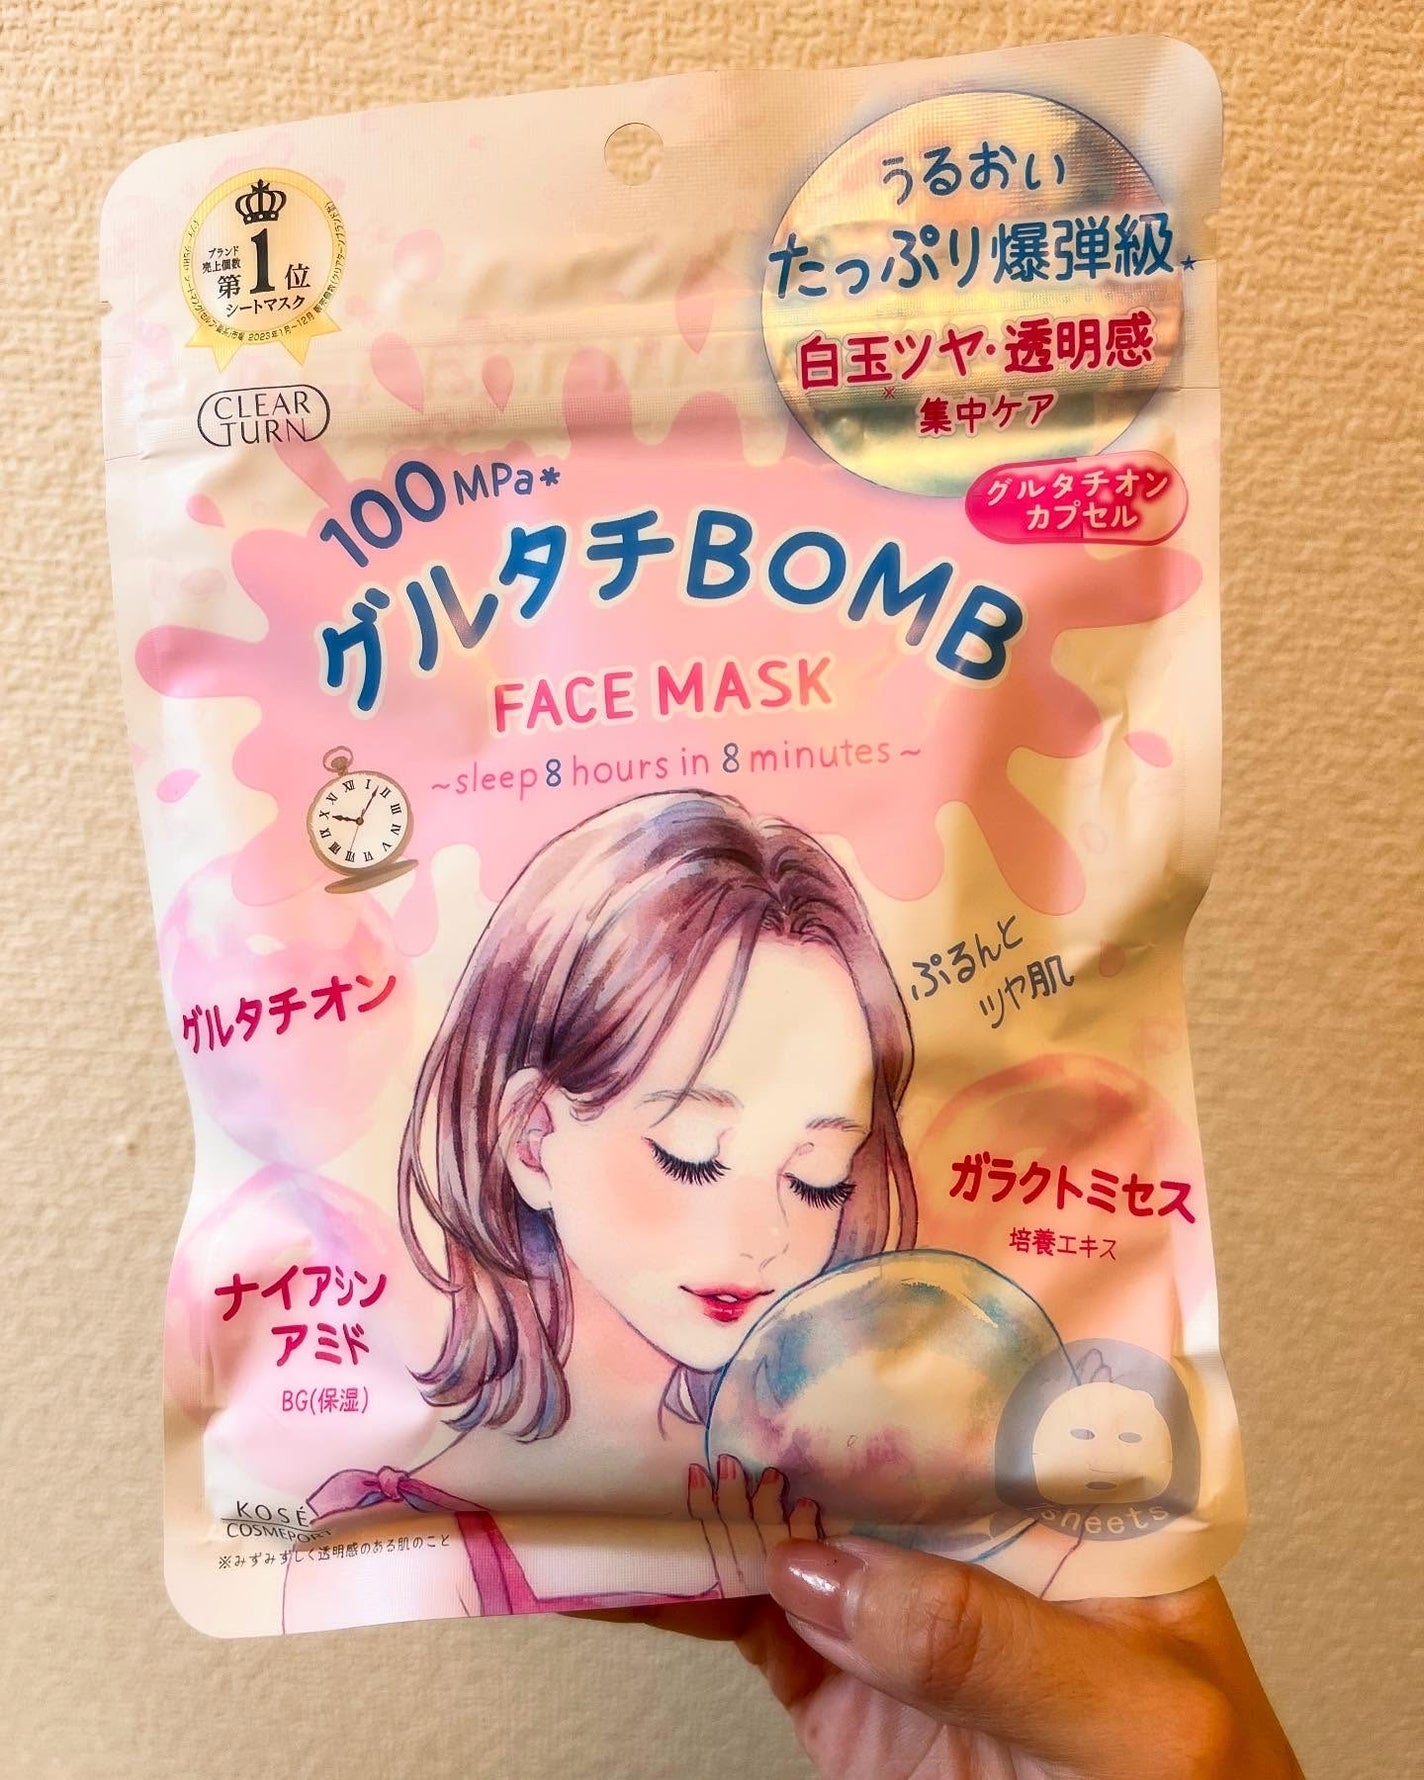 ブランド
売上個数
第1位
シートマスク
うるおい
たっぷり爆弾級
白玉ツヤ・透明感
※
集中ケア
グルタチオン
カプセル
CLEAR
TURN
100MPa*
グルタチBOMB
FACE MASK
~sleep 8 hours in 8 minutes~
ぷるんと
ツヤ肌
グルタチオン
ガラクトミセス
培養エキス
ナイアシン
アミド
BG(保湿)
sheets
KOSÉ
COSMEPORT
※みずみずしく透明感のある肌のこと